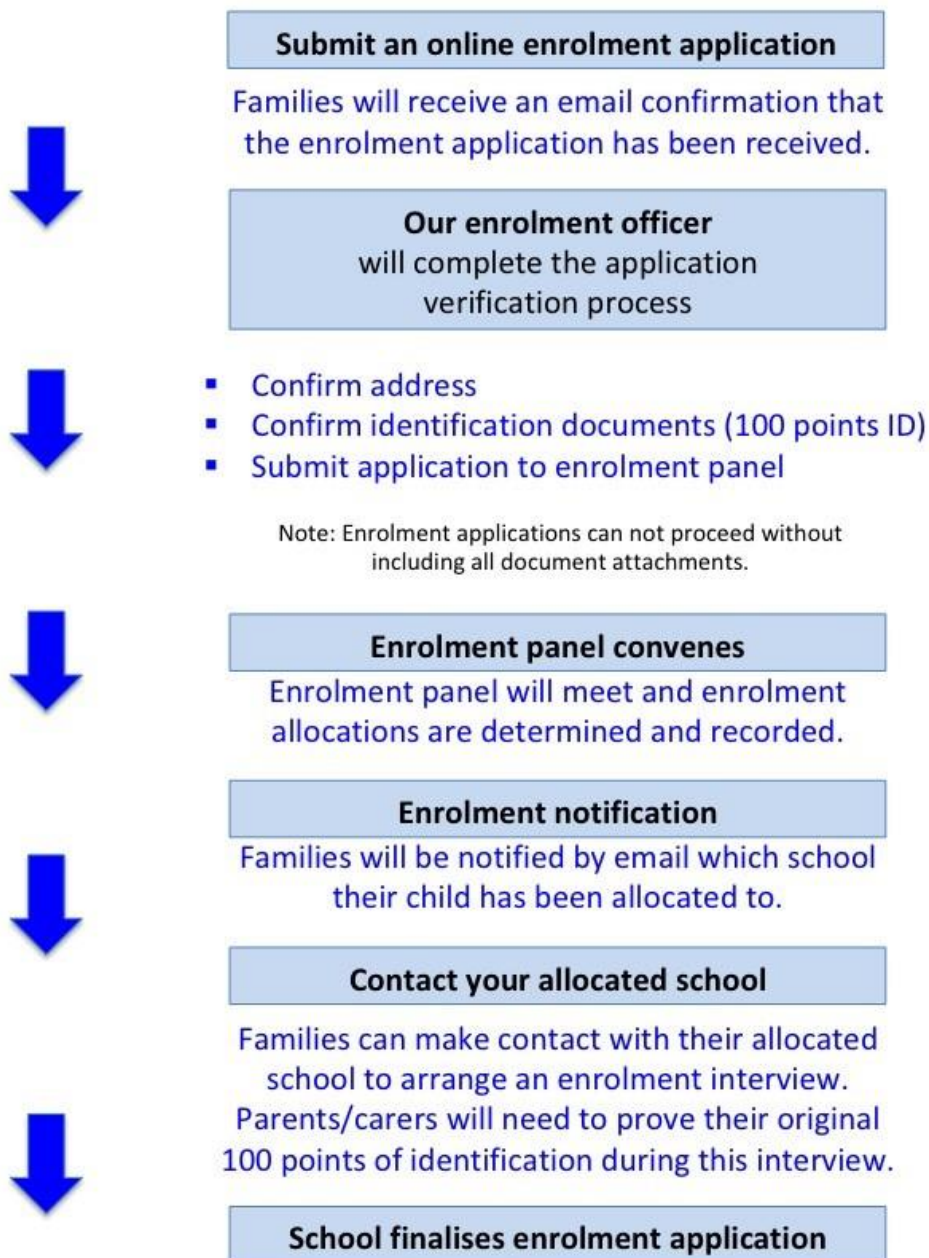 Submit an online enrolment application
Families will receive an email confirmation that
the enrolment application has been received.
Our enrolment officer
will complete the application
verification process
▪ Confirm address
▪ Confirm identification documents (100 points ID)
▪ Submit application to enrolment panel
Note: Enrolment applications can not proceed without
including all document attachments.
Enrolment panel convenes
Enrolment panel will meet and enrolment
allocations are determined and recorded.
Enrolment notification
Families will be notified by email which school
their child has been allocated to.
Contact your allocated school
Families can make contact with their allocated
school to arrange an enrolment interview.
Parents/carers will need to prove their original
100 points of identification during this interview.
School finalises enrolment application